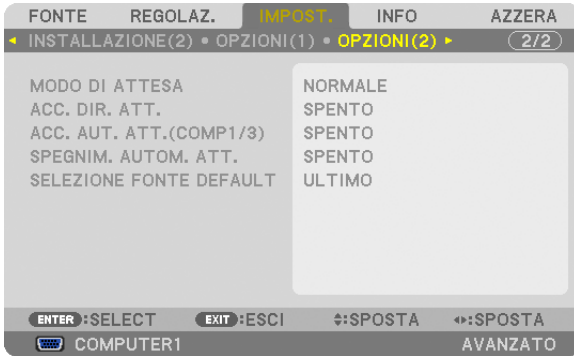 FONTE REGOLAZ. IMPOST. INFO AZZERA
INSTALLAZIONE(2) • OPZIONI(1) • OPZIONI(2) 2/2
MODO DI ATTESA NORMALE
ACC. DIR. ATT. SPENTO
ACC. AUT. ATT.(COMP1/3) SPENTO
SPEGNIM. AUTOM. ATT. SPENTO
SELEZIONE FONTE DEFAULT ULTIMO
ENTER :SELECT EXIT :ESCI :SPOSTA :SPOSTA
COMPUTER1 AVANZATO